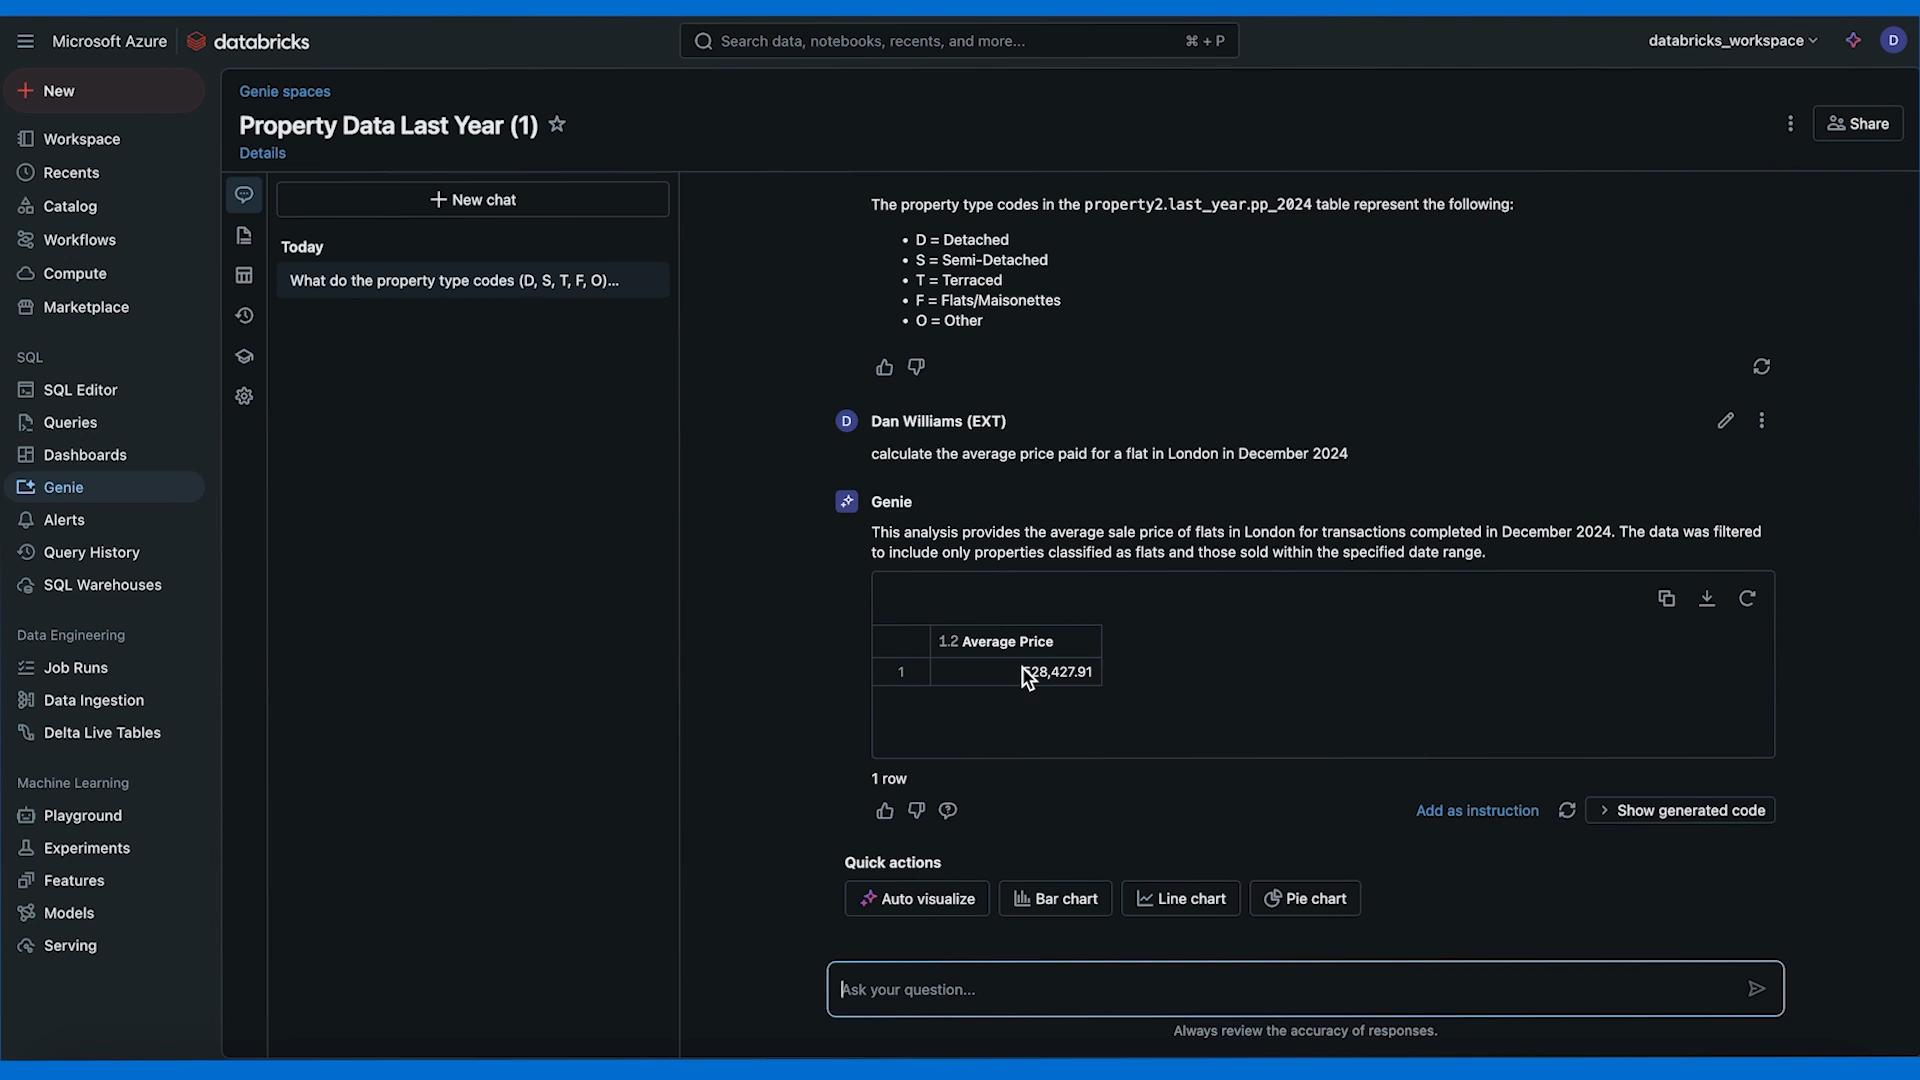 Microsoft Azure
databricks
Search data, notebooks, recents, and more...
⌘ + P
databricks_workspace
D
New
Workspace
Recents
Catalog
Workflows
Compute
Marketplace
SQL
SQL Editor
Queries
Dashboards
Genie
Alerts
Query History
SQL Warehouses
Data Engineering
Job Runs
Data Ingestion
Delta Live Tables
Machine Learning
Playground
Experiments
Features
Models
Serving
Genie spaces
Property Data Last Year (1)
Details
Share
+ New chat
Today
What do the property type codes (D, S, T, F, O)...
The property type codes in the property2.last_year.pp_2024 table represent the following:
• D = Detached
• S = Semi-Detached
• T = Terraced
• F = Flats/Maisonettes
• O = Other
D
Dan Williams (EXT)
calculate the average price paid for a flat in London in December 2024
Genie
This analysis provides the average sale price of flats in London for transactions completed in December 2024. The data was filtered
to include only properties classified as flats and those sold within the specified date range.
1.2 Average Price
1
1 row
Add as instruction
Show generated code
Quick actions
Auto visualize
Bar chart
Line chart
Pie chart
Ask your question...
Always review the accuracy of responses.